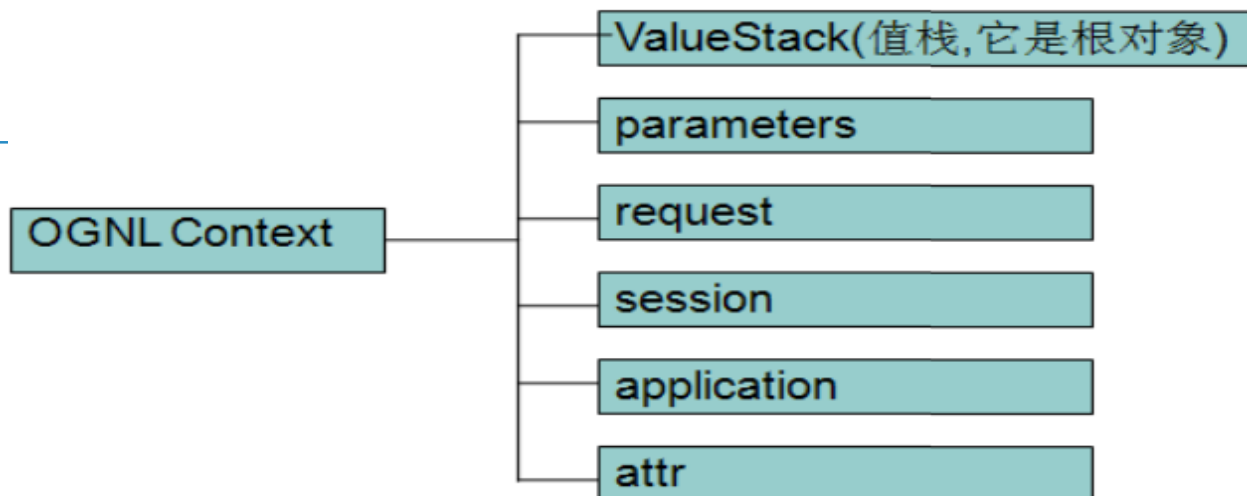 ValueStack(值栈,它是根对象)
parameters
request
OGNL Context
session
application
attr